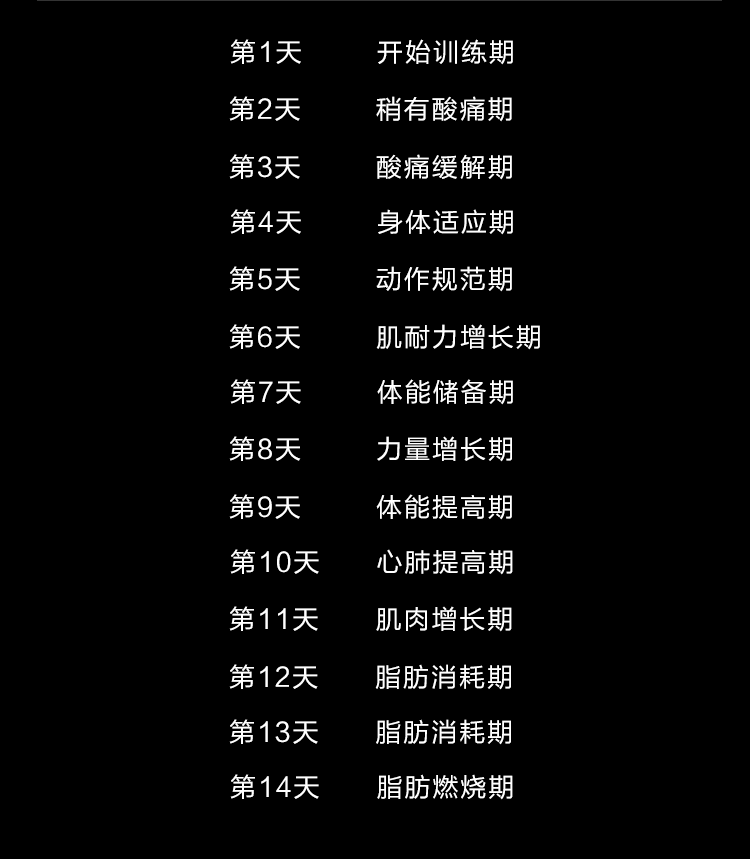 第1天 开始训练期
第2天 稍有酸痛期
第3天 酸痛缓解期
第4天 身体适应期
第5天 动作规范期
第6天 肌耐力增长期
第7天 体能储备期
第8天 力量增长期
第9天 体能提高期
第10天 心肺提高期
第11天 肌肉增长期
第12天 脂肪消耗期
第13天 脂肪消耗期
第14天 脂肪燃烧期